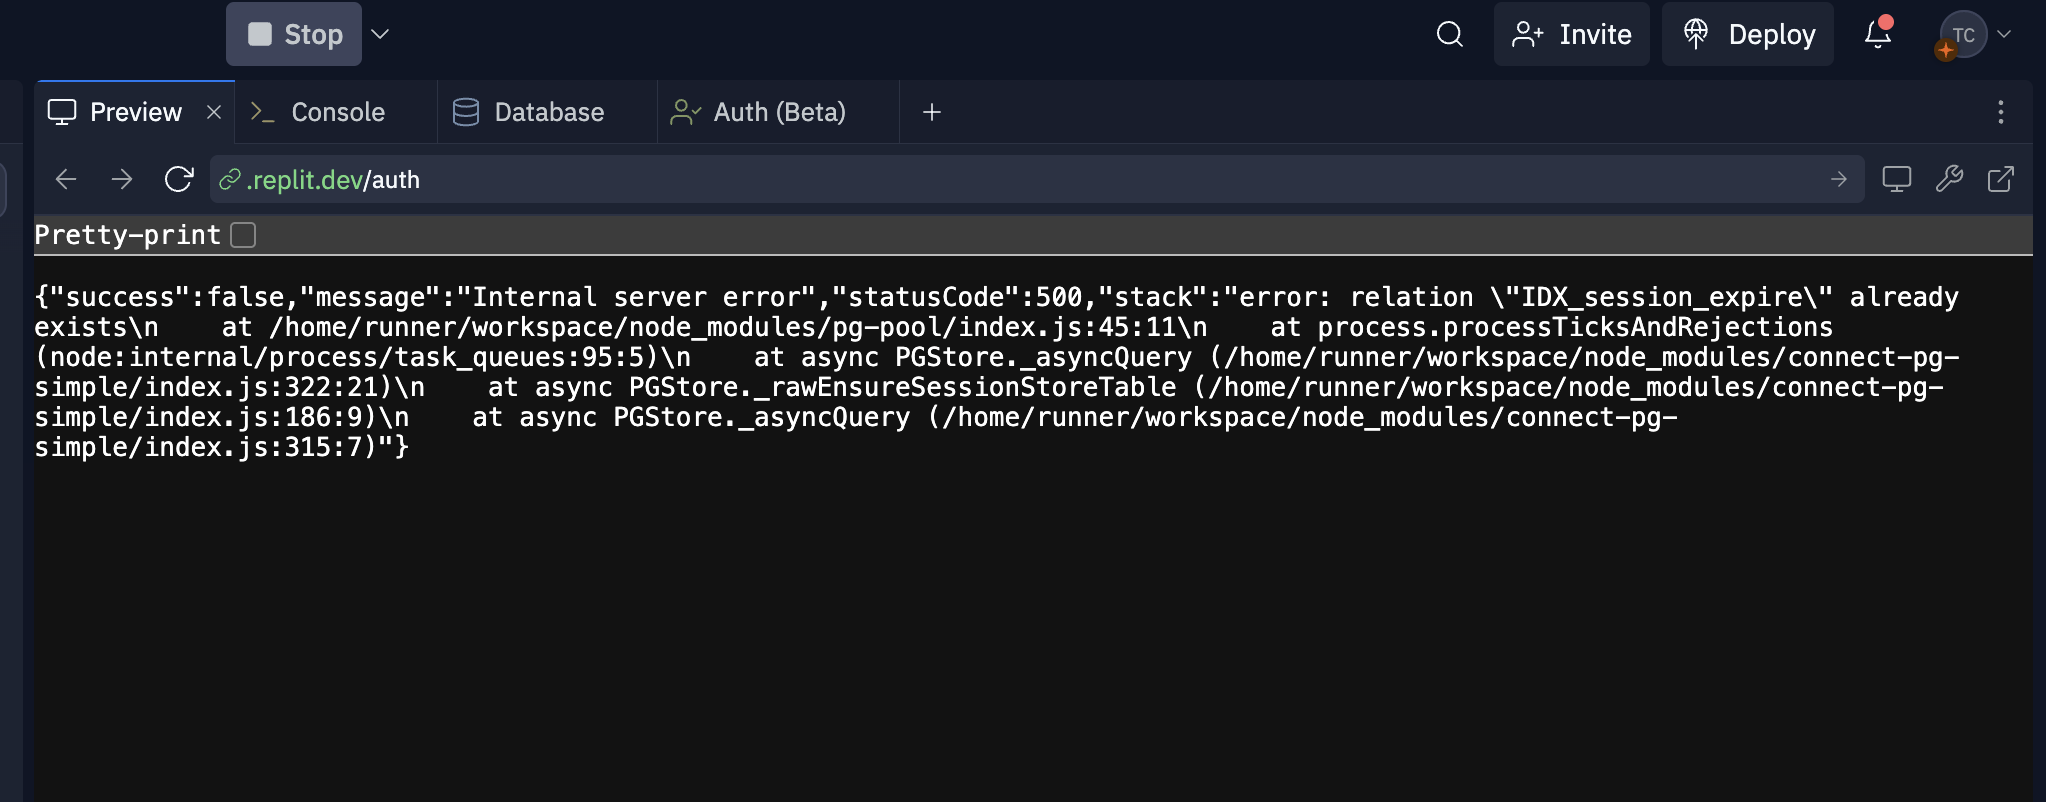 Stop
Invite
Deploy
TC
Preview
Console
Database
Auth (Beta)
.replit.dev/auth
Pretty-print
{"success":false,"message":"Internal server error","statusCode":500,"stack":"error: relation \"IDX_session_expire\" already
exists\n    at /home/runner/workspace/node_modules/pg-pool/index.js:45:11\n    at process.processTicksAndRejections
(node:internal/process/task_queues:95:5)\n    at async PGStore._asyncQuery (/home/runner/workspace/node_modules/connect-pg-
simple/index.js:322:21)\n    at async PGStore._rawEnsureSessionStoreTable (/home/runner/workspace/node_modules/connect-pg-
simple/index.js:186:9)\n    at async PGStore._asyncQuery (/home/runner/workspace/node_modules/connect-pg-
simple/index.js:315:7)"}